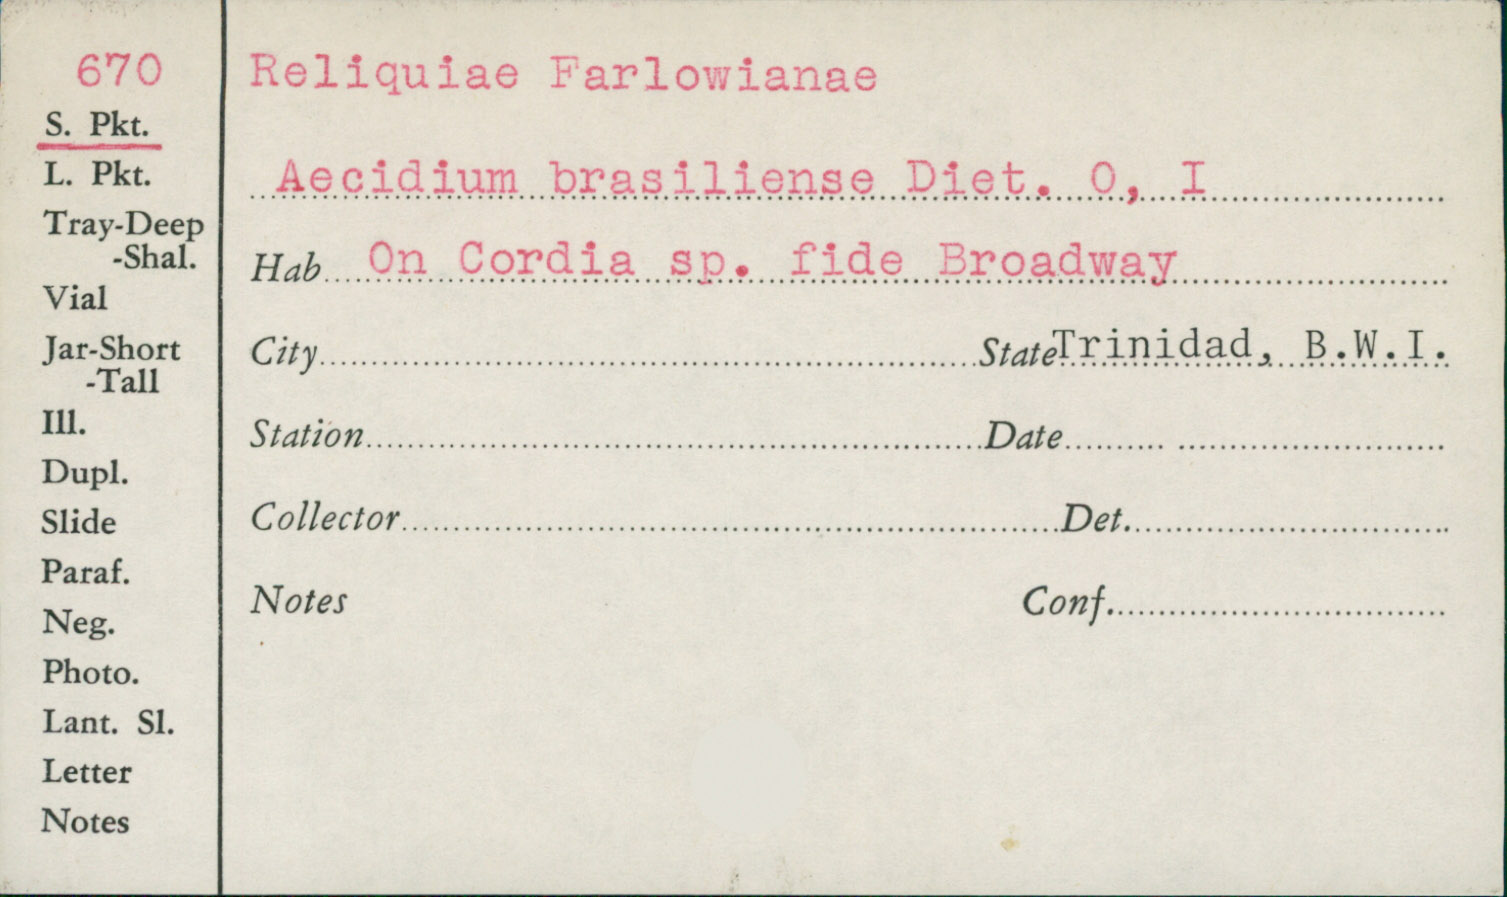 670
S. Pkt.
L. Pkt.
Tray-Deep
-Shal.
Vial
Jar-Short
-Tall
Ill.
Dupl.
Slide
Paraf.
Neg.
Photo.
Lant. Sl.
Letter
Notes
Reliquiae Farlowianae
Aecidium brasiliense Diet. O, I
Hab On Cordia sp. fide Broadway
City State Trinidad, B.W.I.
Station Date
Collector Det.
Notes Conf.